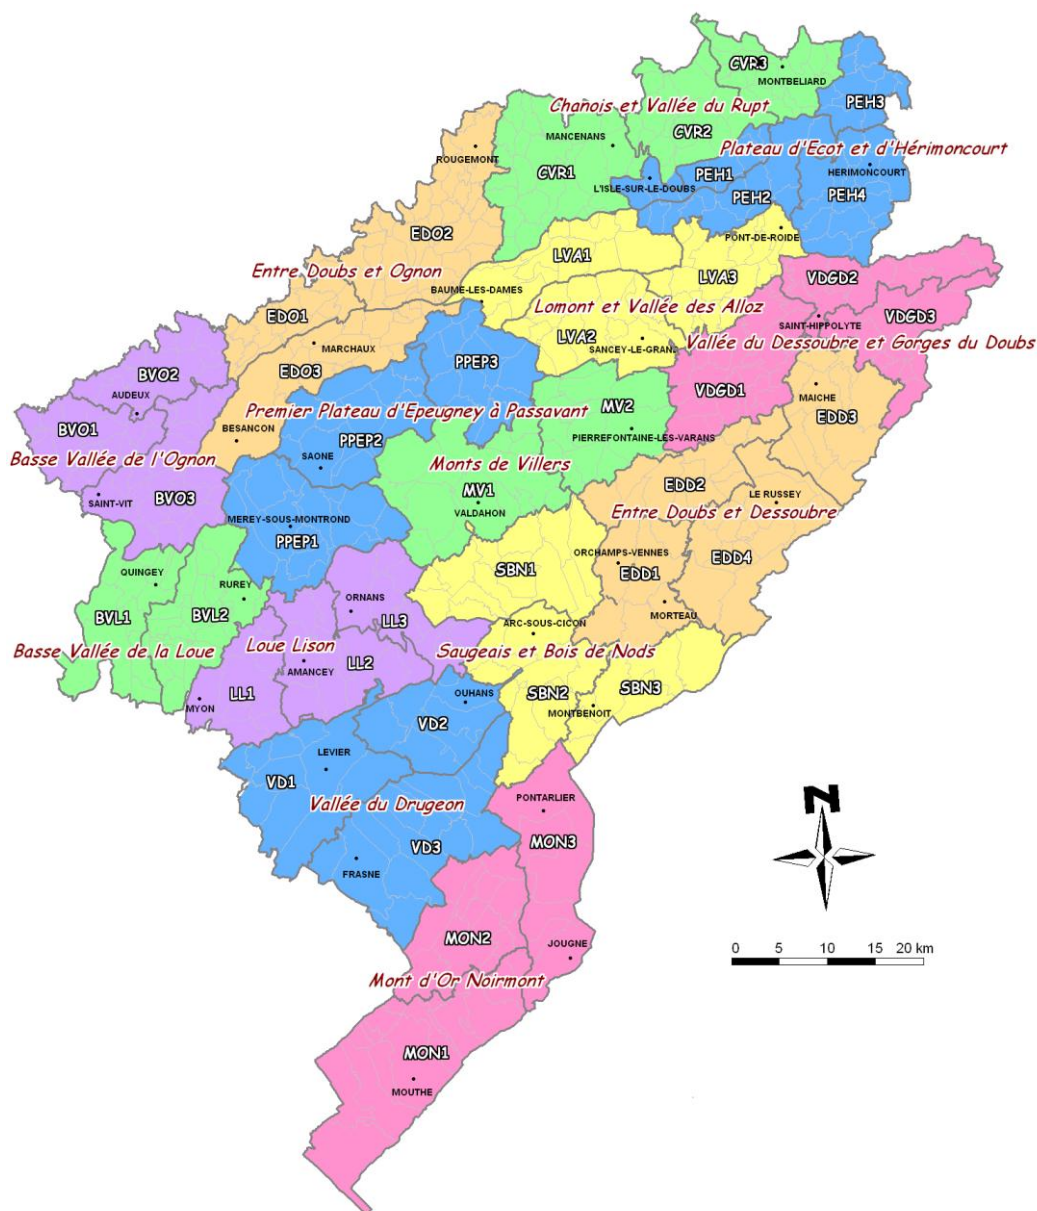 CVR3
MONTBELIARD
PEH3
Chanois et Vallée du Rupt
CVR2
MANCENANS
ROUGEMONT
Plateau d'Ecot et d'Hérimoncourt
HERIMONCOURT
CVR1
PEH1
L'ISLE-SUR-LE-DOUBS
PEH2
PEH4
EDO2
PONT-DE-ROIDE
LVA1
Entre Doubs et Ognon
LVA3
VDGD2
BAUME-LES-DAMES
Lomont et Vallée des Alloz
EDO1
SAINT-HIPPOLYTE
VDGD3
LVA2
SANCEY-LE-GRAND
Vallée du Dessoubre et Gorges du Doubs
MARCHAUX
BVO2
EDO3
PPEP3
AUDEUX
VDGD1
MAICHE
MV2
EDD3
Premier Plateau d'Epeugney à Passavant
BVO1
BESANCON
PPEP2
PIERREFONTAINE-LES-VARANS
Basse Vallée de l'Ognon
SAONE
Monts de Villers
EDD2
MV1
SAINT-VIT
BVO3
VALDAHON
LE RUSSEY
Entre Doubs et Dessoubre
MEREY-SOUS-MONTROND
PPEP1
ORCHAMPS-VENNES
EDD4
QUINGEY
SBN1
EDD1
RUREY
MORTEAU
BVL1
BVL2
ORNANS
LL3
ARC-SOUS-CICON
Basse Vallée de la Loue
Loue Lison
Saugeais et Bois de Nods
LL2
AMANCEY
LL1
MYON
OUHANS
SBN2
SBN3
MONTBENOIT
VD2
LEVIER
VD1
Vallée du Drugeon
PONTARLIER
N
VD3
MON3
FRASNE
MON2
JOUGNE
0 5 10 15 20 km
Mont d'Or Noirmont
MON1
MOUTHE